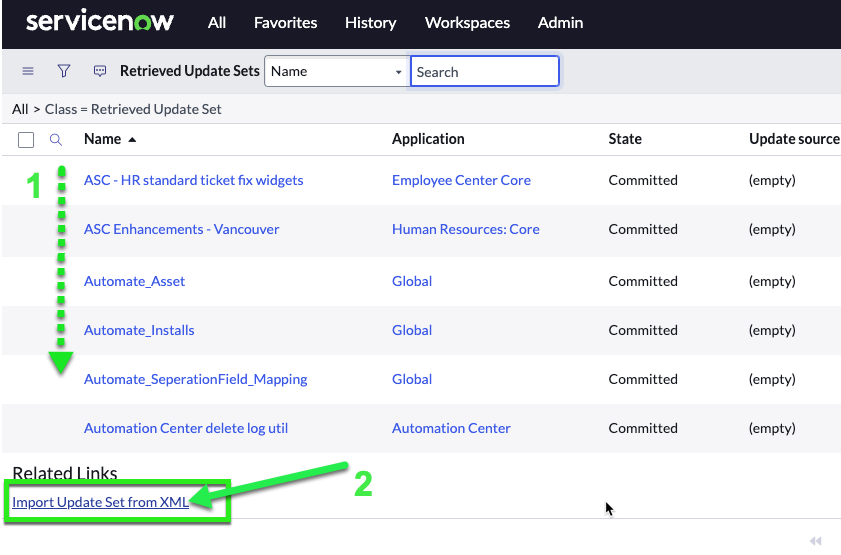 servicenow All Favorites History Workspaces Admin
Retrieved Update Sets Name Search
All > Class = Retrieved Update Set
Name Application State Update source
1
ASC - HR standard ticket fix widgets Employee Center Core Committed (empty)
ASC Enhancements - Vancouver Human Resources: Core Committed (empty)
Automate_Asset Global Committed (empty)
Automate_Installs Global Committed (empty)
Automate_SeperationField_Mapping Global Committed (empty)
Automation Center delete log util Automation Center Committed (empty)
Related Links
2
Import Update Set from XML